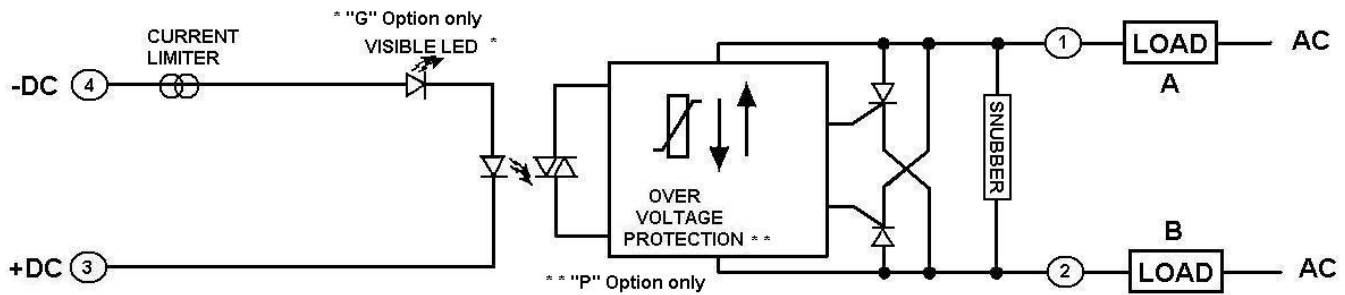 * "G" Option only
VISIBLE LED *
CURRENT
LIMITER
-DC 4
1
LOAD
AC
A
SNUBBER
OVER
VOLTAGE
PROTECTION * *
* * "P" Option only
B
+DC 3
2
LOAD
AC